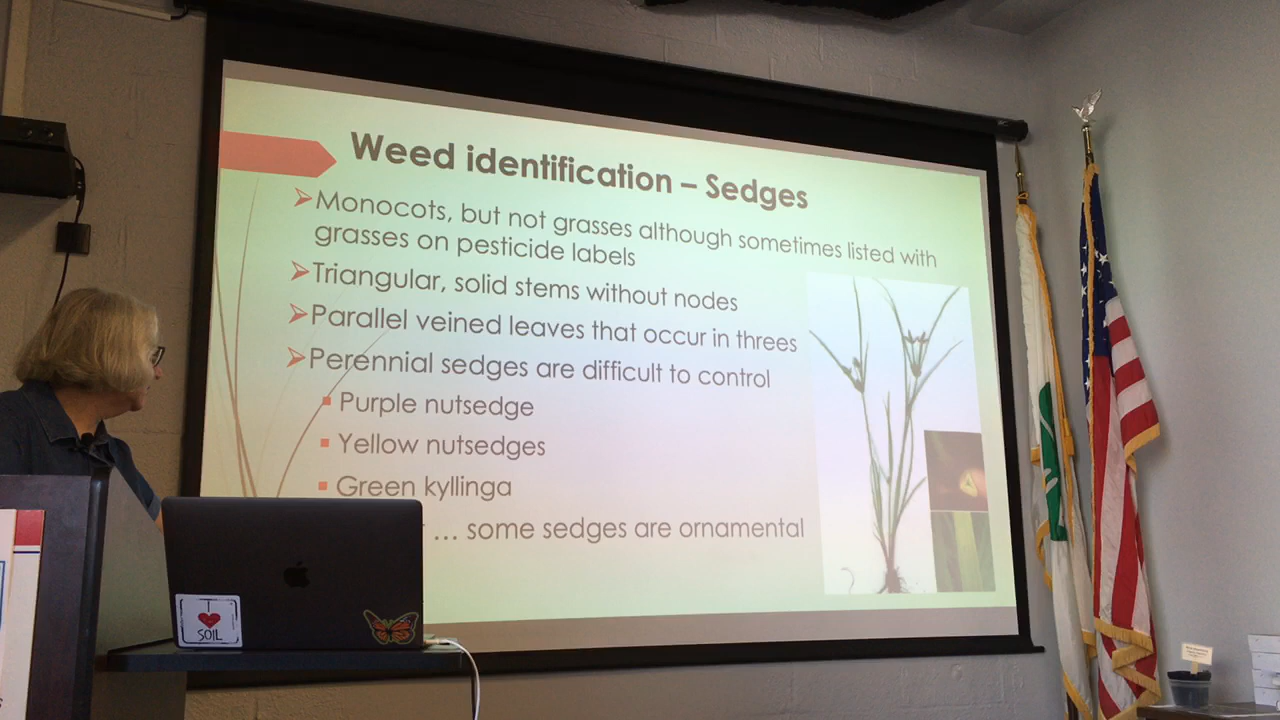 Weed identification – Sedges
Monocots, but not grasses although sometimes listed with
grasses on pesticide labels
Triangular, solid stems without nodes
Parallel veined leaves that occur in threes
Perennial sedges are difficult to control
Purple nutsedge
Yellow nutsedges
Green kyllinga
… some sedges are ornamental
I
SOIL